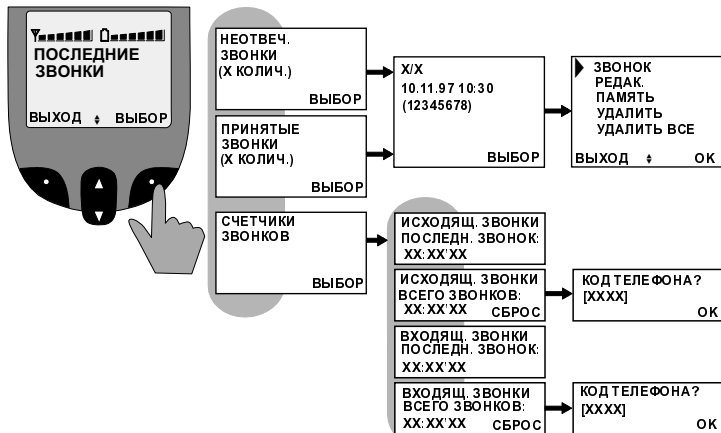 ПОСЛЕДНИЕ
ЗВОНКИ
ВЫХОД ВЫБОР
НЕОТВЕЧ.
ЗВОНКИ
(X КОЛИЧ.)
ВЫБОР
ПРИНЯТЫЕ
ЗВОНКИ
(X КОЛИЧ.)
ВЫБОР
СЧЕТЧИКИ
ЗВОНКОВ
ВЫБОР
X/X
10.11.97 10:30
(12345678)
ВЫБОР
ЗВОНОК
РЕДАК.
ПАМЯТЬ
УДАЛИТЬ
УДАЛИТЬ ВСЕ
ВЫХОД OK
ИСХОДЯЩ. ЗВОНКИ
ПОСЛЕДН. ЗВОНОК:
XX:XX'XX
ИСХОДЯЩ. ЗВОНКИ
ВСЕГО ЗВОНКОВ:
XX:XX'XX СБРОС
КОД ТЕЛЕФОНА?
[XXXX]
OK
ВХОДЯЩ. ЗВОНКИ
ПОСЛЕДН. ЗВОНОК:
XX:XX'XX
ВХОДЯЩ. ЗВОНКИ
ВСЕГО ЗВОНКОВ:
XX:XX'XX СБРОС
КОД ТЕЛЕФОНА?
[XXXX]
OK